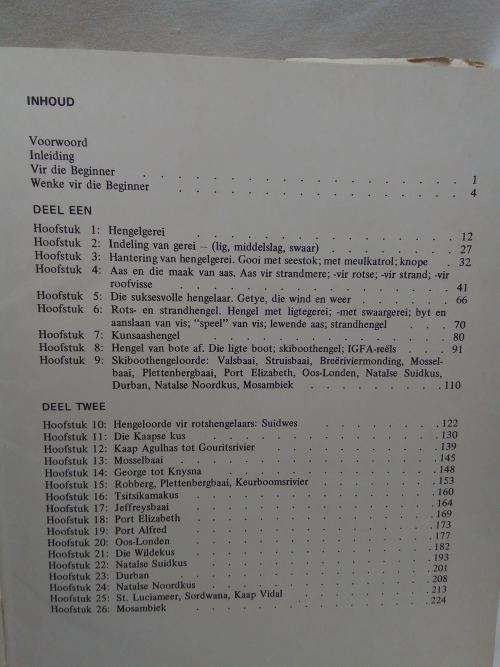 INHOUD
Voorwoord
Inleiding
Vir die Beginner . . . . . . . . . . . . . . . . . 1
Wenke vir die Beginner . . . . . . . . . . . . . . . . 4
DEEL EEN
Hoofstuk 1: Hengelgerei . . . . . . . . . . . . . 12
Hoofstuk 2: Indeling van gerei – (lig, middelslag, swaar) . . . . . . 27
Hoofstuk 3: Hantering van hengelgerei. Gooi met seestok; met meulkatrol; knope 32
Hoofstuk 4: Aas en die maak van aas. Aas vir strandmere; -vir rotse; -vir strand; -vir
roofvisse . . . . . . . . . . . . . 41
Hoofstuk 5: Die suksesvolle hengelaar. Getye, die wind en weer . . . . . 66
Hoofstuk 6: Rots- en strandhengel. Hengel met ligtegerei; -met swaargerei; byt en
aanslaan van vis; "speel" van vis; lewende aas; strandhengel . . . 70
Hoofstuk 7: Kunsaashengel . . . . . . . . . . . . 80
Hoofstuk 8: Hengel van bote af. Die ligte boot; skiboothengel; IGFA-reëls . . . 91
Hoofstuk 9: Skiboothengeloorde: Valsbaai, Struisbaai, Breëriviermonding, Mossel-
baai, Plettenbergbaai, Port Elizabeth, Oos-Londen, Natalse Suidkus,
Durban, Natalse Noordkus, Mosambiek . . . . . . . . 110
DEEL TWEE
Hoofstuk 10: Hengeloorde vir rotshengelaars: Suidwes . . . . . . . 122
Hoofstuk 11: Die Kaapse kus . . . . . . . . . . . . 130
Hoofstuk 12: Kaap Agulhas tot Gouritsrivier . . . . . . . . . 139
Hoofstuk 13: Mosselbaai . . . . . . . . . . . . . 145
Hoofstuk 14: George tot Knysna . . . . . . . . . . . 148
Hoofstuk 15: Robberg, Plettenbergbaai, Keurboomsrivier . . . . . . 153
Hoofstuk 16: Tsitsikamakus . . . . . . . . . . . . 160
Hoofstuk 17: Jeffreysbaai . . . . . . . . . . . . 164
Hoofstuk 18: Port Elizabeth . . . . . . . . . . . . 169
Hoofstuk 19: Port Alfred . . . . . . . . . . . . 173
Hoofstuk 20: Oos-Londen . . . . . . . . . . . . 177
Hoofstuk 21: Die Wildekus . . . . . . . . . . . . 182
Hoofstuk 22: Natalse Suidkus . . . . . . . . . . . 193
Hoofstuk 23: Durban . . . . . . . . . . . . . 201
Hoofstuk 24: Natalse Noordkus . . . . . . . . . . . 208
Hoofstuk 25: St. Luciameer, Sordwana, Kaap Vidal . . . . . . . 213
Hoofstuk 26: Mosambiek . . . . . . . . . . . . 224